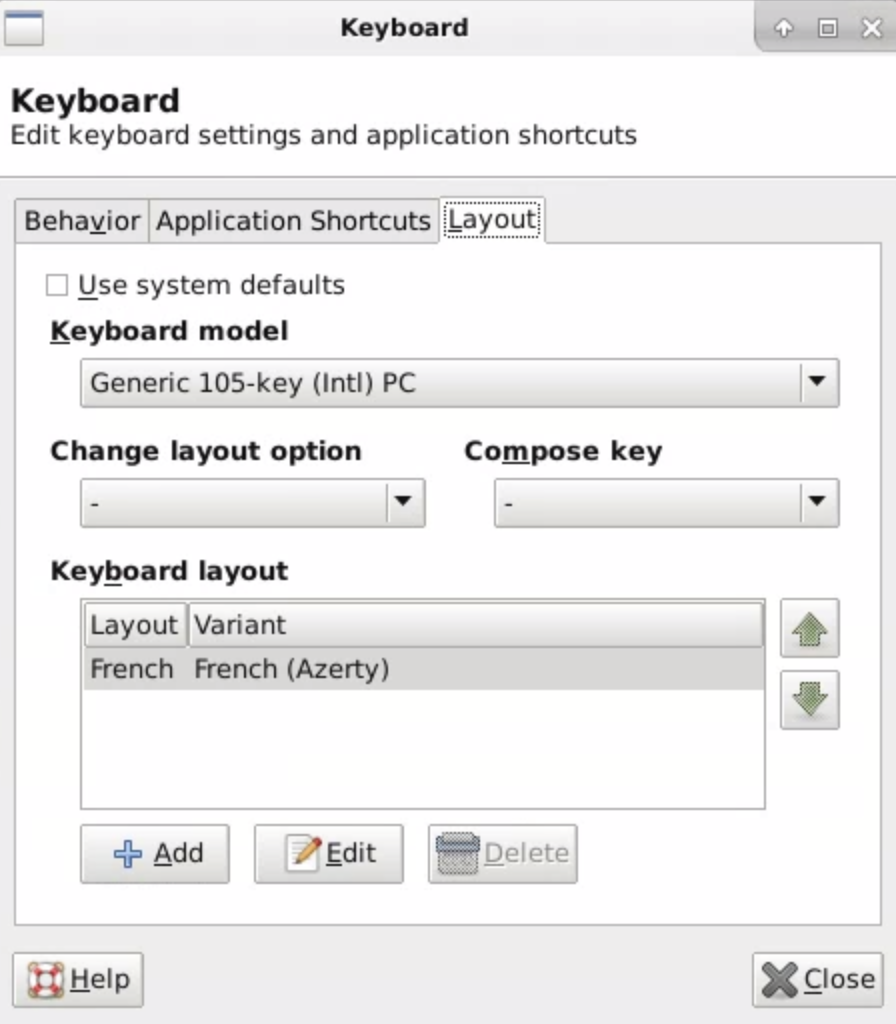 Keyboard
Keyboard
Edit keyboard settings and application shortcuts
Behavior Application Shortcuts Layout
Use system defaults
Keyboard model
Generic 105-key (Intl) PC
Change layout option Compose key
- -
Keyboard layout
Layout Variant
French French (Azerty)
Add Edit Delete
Help Close